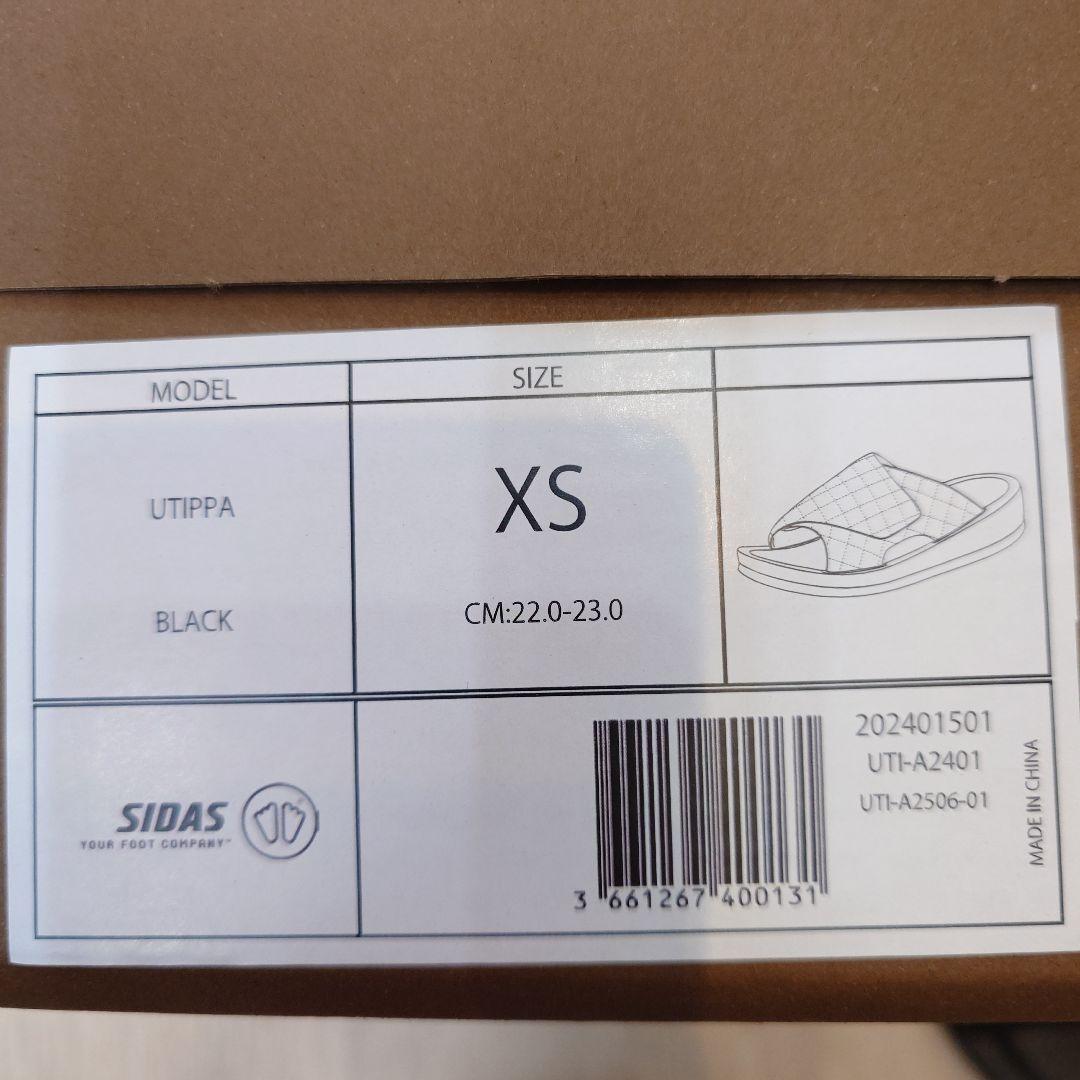 MODEL
SIZE
UTIPPA
BLACK
XS
CM:22.0-23.0
SIDAS
YOUR FOOT COMPANY™
3 661267 400131
202401501
UTI-A2401
UTI-A2506-01
MADE IN CHINA